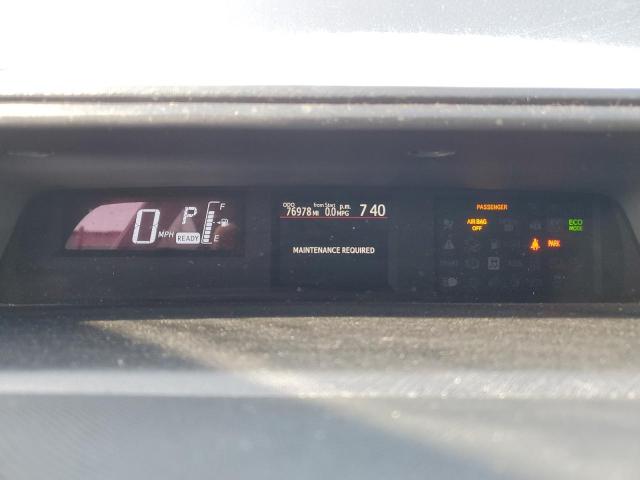 0 MPH P READY F E
ODO from Start p.m.
76978 MI 0.0 MPG 7 40
MAINTENANCE REQUIRED
PASSENGER
AIR BAG
OFF
ECO
MODE
PARK